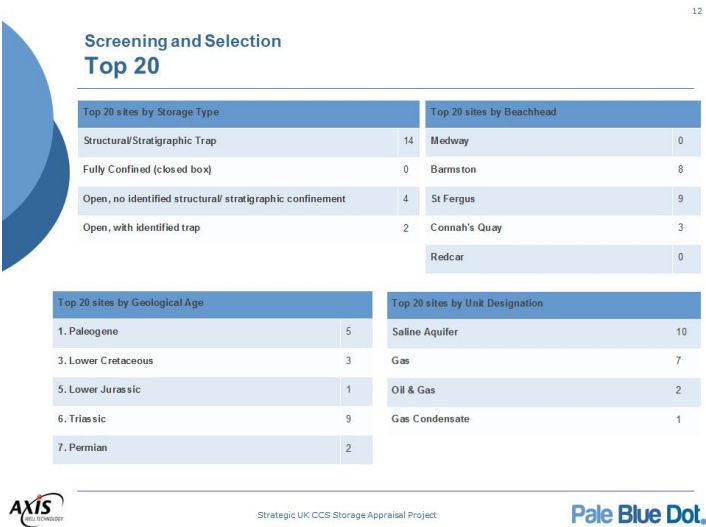 12
Screening and Selection
Top 20
Top 20 sites by Storage Type
Structural/Stratigraphic Trap 14
Fully Confined (closed box) 0
Open, no identified structural/ stratigraphic confinement 4
Open, with identified trap 2
Top 20 sites by Beachhead
Medway 0
Barmston 8
St Fergus 9
Connah's Quay 3
Redcar 0
Top 20 sites by Geological Age
1. Paleogene 5
3. Lower Cretaceous 3
5. Lower Jurassic 1
6. Triassic 9
7. Permian 2
Top 20 sites by Unit Designation
Saline Aquifer 10
Gas 7
Oil & Gas 2
Gas Condensate 1
AXIS
WELL TECHNOLOGY
Strategic UK CCS Storage Appraisal Project
Pale Blue Dot.